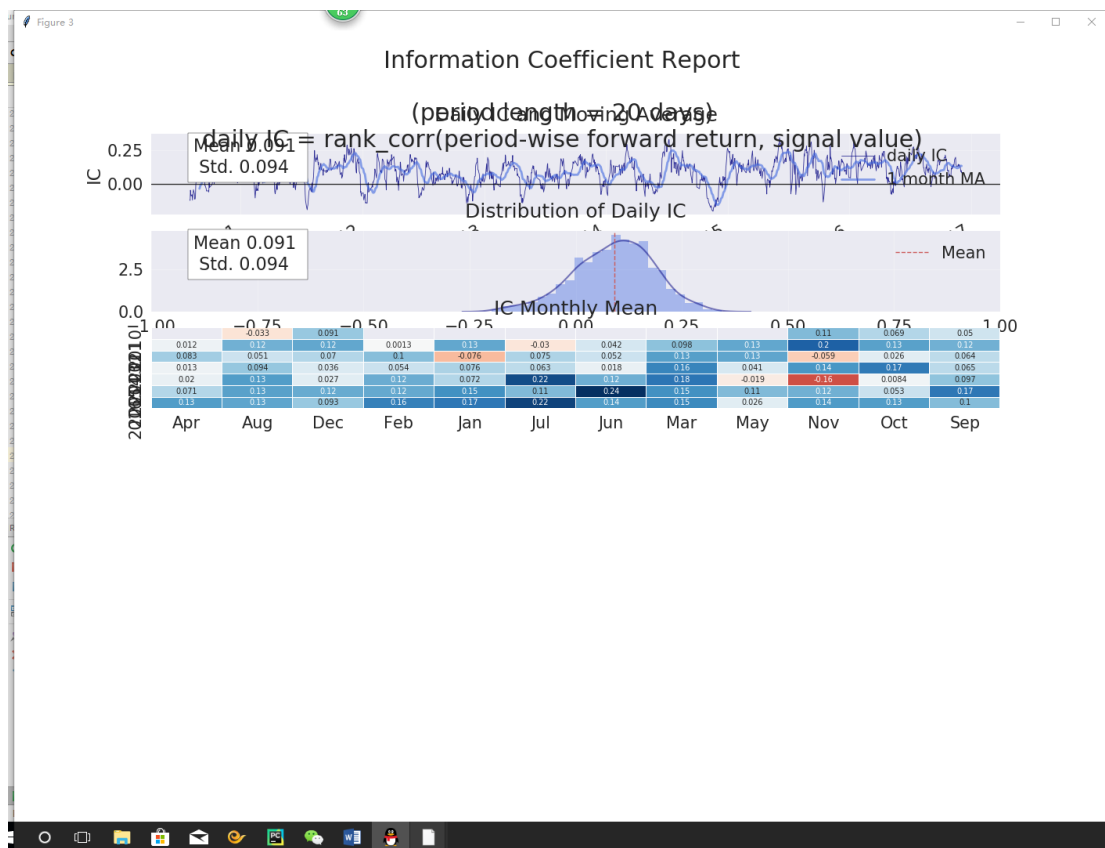 Figure 3
63
Information Coefficient Report
(period length = 20 days)
Daily IC and Moving Average
daily IC = rank_corr(period-wise forward return, signal value)
Mean 0.091
Std. 0.094
daily IC
1 month MA
0.25
0.00
IC
Distribution of Daily IC
Mean 0.091
Std. 0.094
Mean
2.5
0.0
IC Monthly Mean
−1.00 −0.75 −0.50 −0.25 0.00 0.25 0.50 0.75 1.00
-0.033 0.091 0.11 0.069 0.05
0.012 0.12 0.12 0.0013 0.13 -0.03 0.042 0.098 0.13 0.2 0.13 0.12
0.083 0.051 0.07 0.1 -0.076 0.075 0.052 0.13 0.13 -0.059 0.026 0.064
0.013 0.094 0.036 0.054 0.076 0.063 0.018 0.16 0.041 0.14 0.17 0.065
0.02 0.13 0.027 0.12 0.072 0.22 0.12 0.18 -0.019 -0.16 0.0084 0.097
0.071 0.13 0.12 0.12 0.15 0.11 0.24 0.15 0.11 0.12 0.053 0.17
0.13 0.13 0.093 0.16 0.17 0.22 0.14 0.15 0.026 0.14 0.13 0.1
Apr Aug Dec Feb Jan Jul Jun Mar May Nov Oct Sep